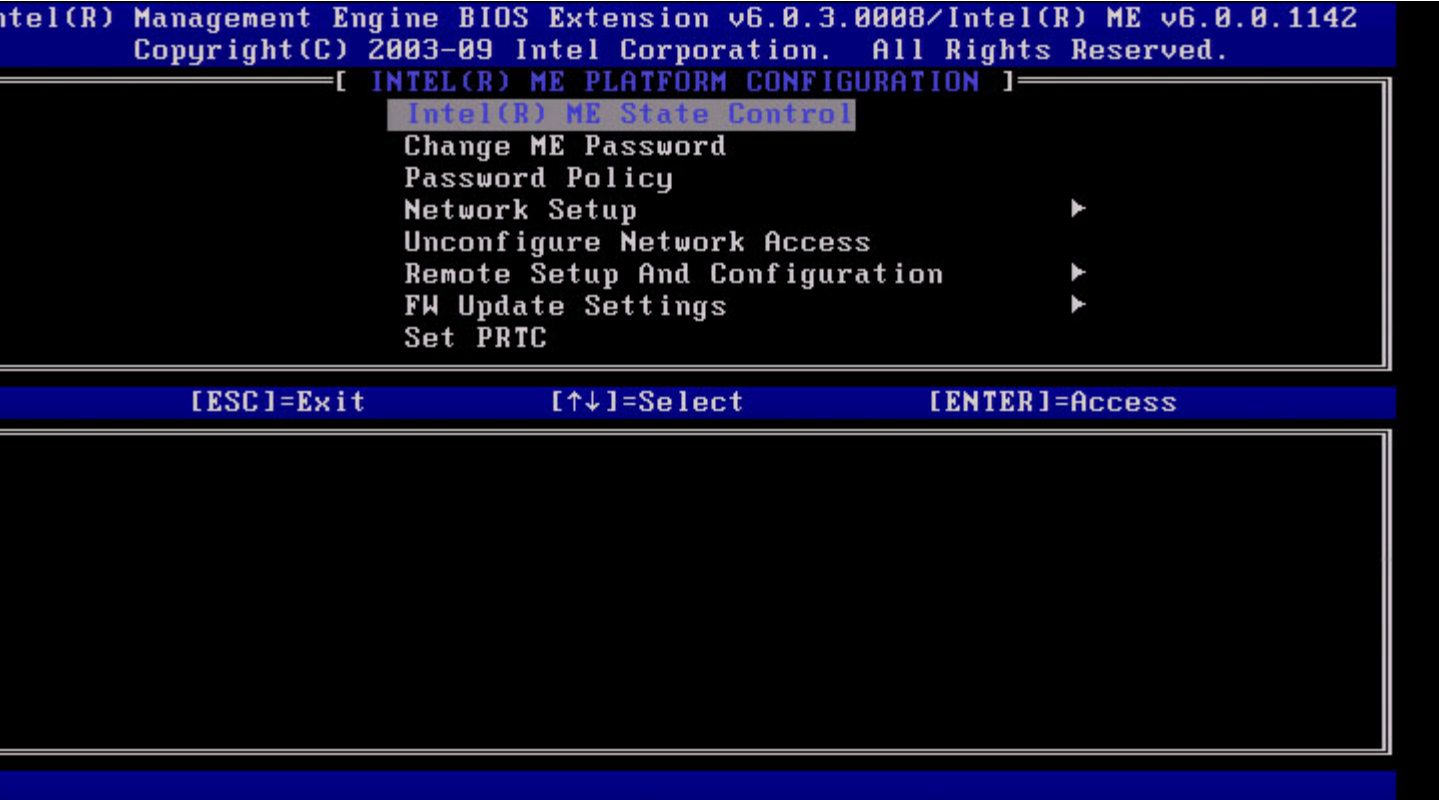 ntel(R) Management Engine BIOS Extension v6.0.3.0008/Intel(R) ME v6.0.0.1142
Copyright(C) 2003-09 Intel Corporation. All Rights Reserved.
[ INTEL(R) ME PLATFORM CONFIGURATION ]
Intel(R) ME State Control
Change ME Password
Password Policy
Network Setup ►
Unconfigure Network Access
Remote Setup And Configuration ►
FW Update Settings ►
Set PRTC
[ESC]=Exit [↑↓]=Select [ENTER]=Access